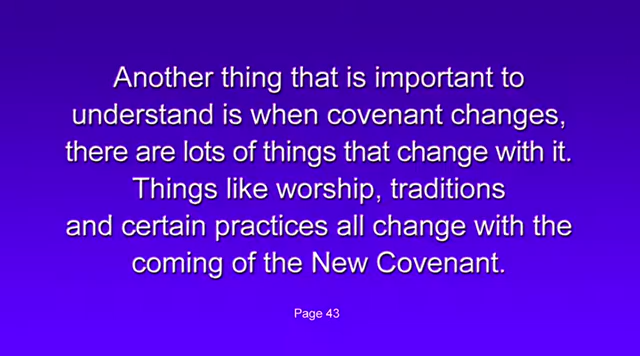 Another thing that is important to
understand is when covenant changes,
there are lots of things that change with it.
Things like worship, traditions
and certain practices all change with the
coming of the New Covenant.
Page 43